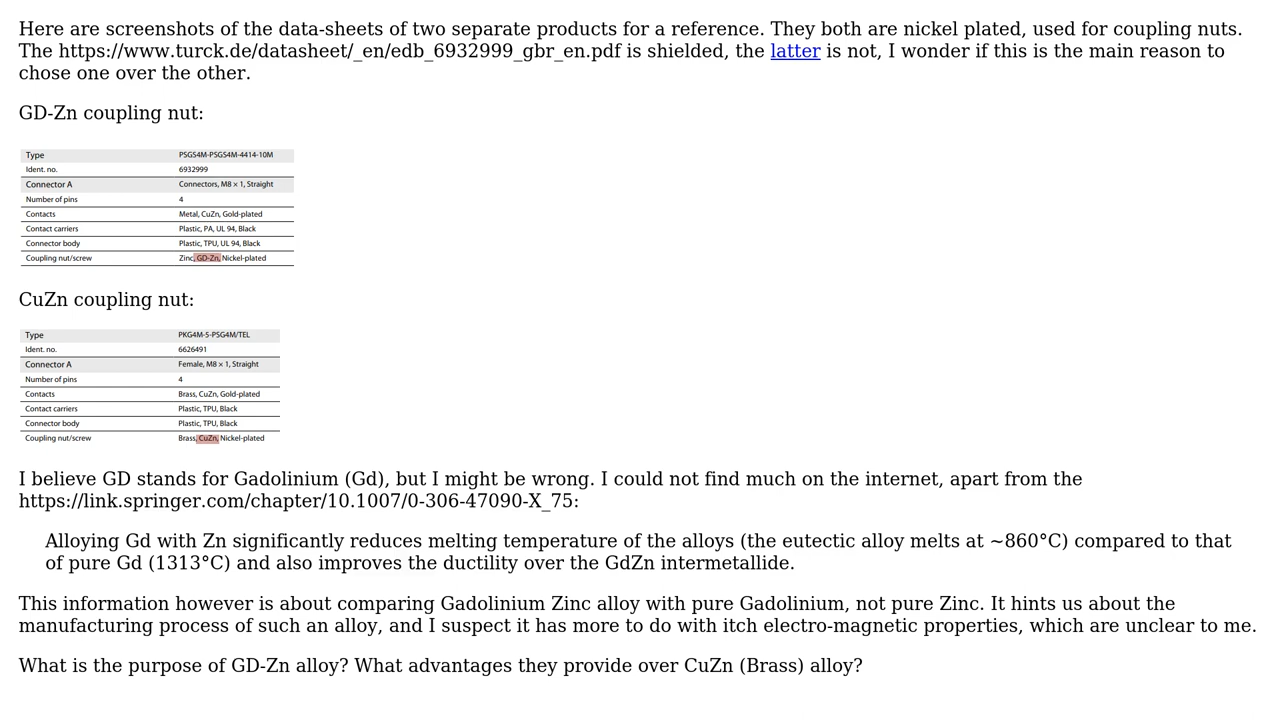 Here are screenshots of the data-sheets of two separate products for a reference. They both are nickel plated, used for coupling nuts.
The https://www.turck.de/datasheet/_en/edb_6932999_gbr_en.pdf is shielded, the latter is not, I wonder if this is the main reason to
chose one over the other.
GD-Zn coupling nut:
Type PSGS4M-PSGS4M-4414-10M
Ident. no. 6932999
Connector A Connectors, M8 × 1, Straight
Number of pins 4
Contacts Metal, CuZn, Gold-plated
Contact carriers Plastic, PA, UL 94, Black
Connector body Plastic, TPU, UL 94, Black
Coupling nut/screw Zinc, GD-Zn, Nickel-plated
CuZn coupling nut:
Type PKG4M-5-PSG4M/TEL
Ident. no. 6626491
Connector A Female, M8 × 1, Straight
Number of pins 4
Contacts Brass, CuZn, Gold-plated
Contact carriers Plastic, TPU, Black
Connector body Plastic, TPU, Black
Coupling nut/screw Brass, CuZn, Nickel-plated
I believe GD stands for Gadolinium (Gd), but I might be wrong. I could not find much on the internet, apart from the
https://link.springer.com/chapter/10.1007/0-306-47090-X_75:
Alloying Gd with Zn significantly reduces melting temperature of the alloys (the eutectic alloy melts at ~860°C) compared to that
of pure Gd (1313°C) and also improves the ductility over the GdZn intermetallide.
This information however is about comparing Gadolinium Zinc alloy with pure Gadolinium, not pure Zinc. It hints us about the
manufacturing process of such an alloy, and I suspect it has more to do with itch electro-magnetic properties, which are unclear to me.
What is the purpose of GD-Zn alloy? What advantages they provide over CuZn (Brass) alloy?